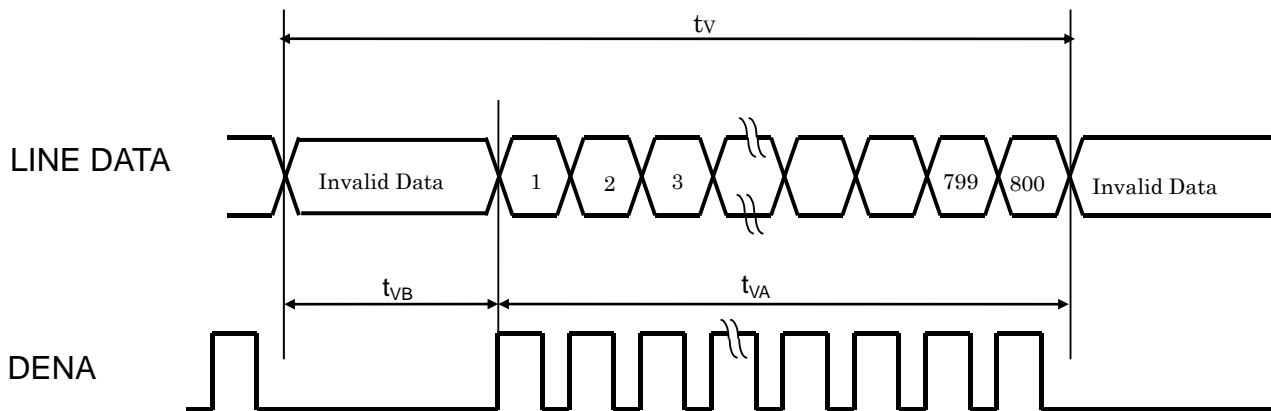 tV
LINE DATA
Invalid Data 1 2 3 799 800 Invalid Data
tVB tVA
DENA